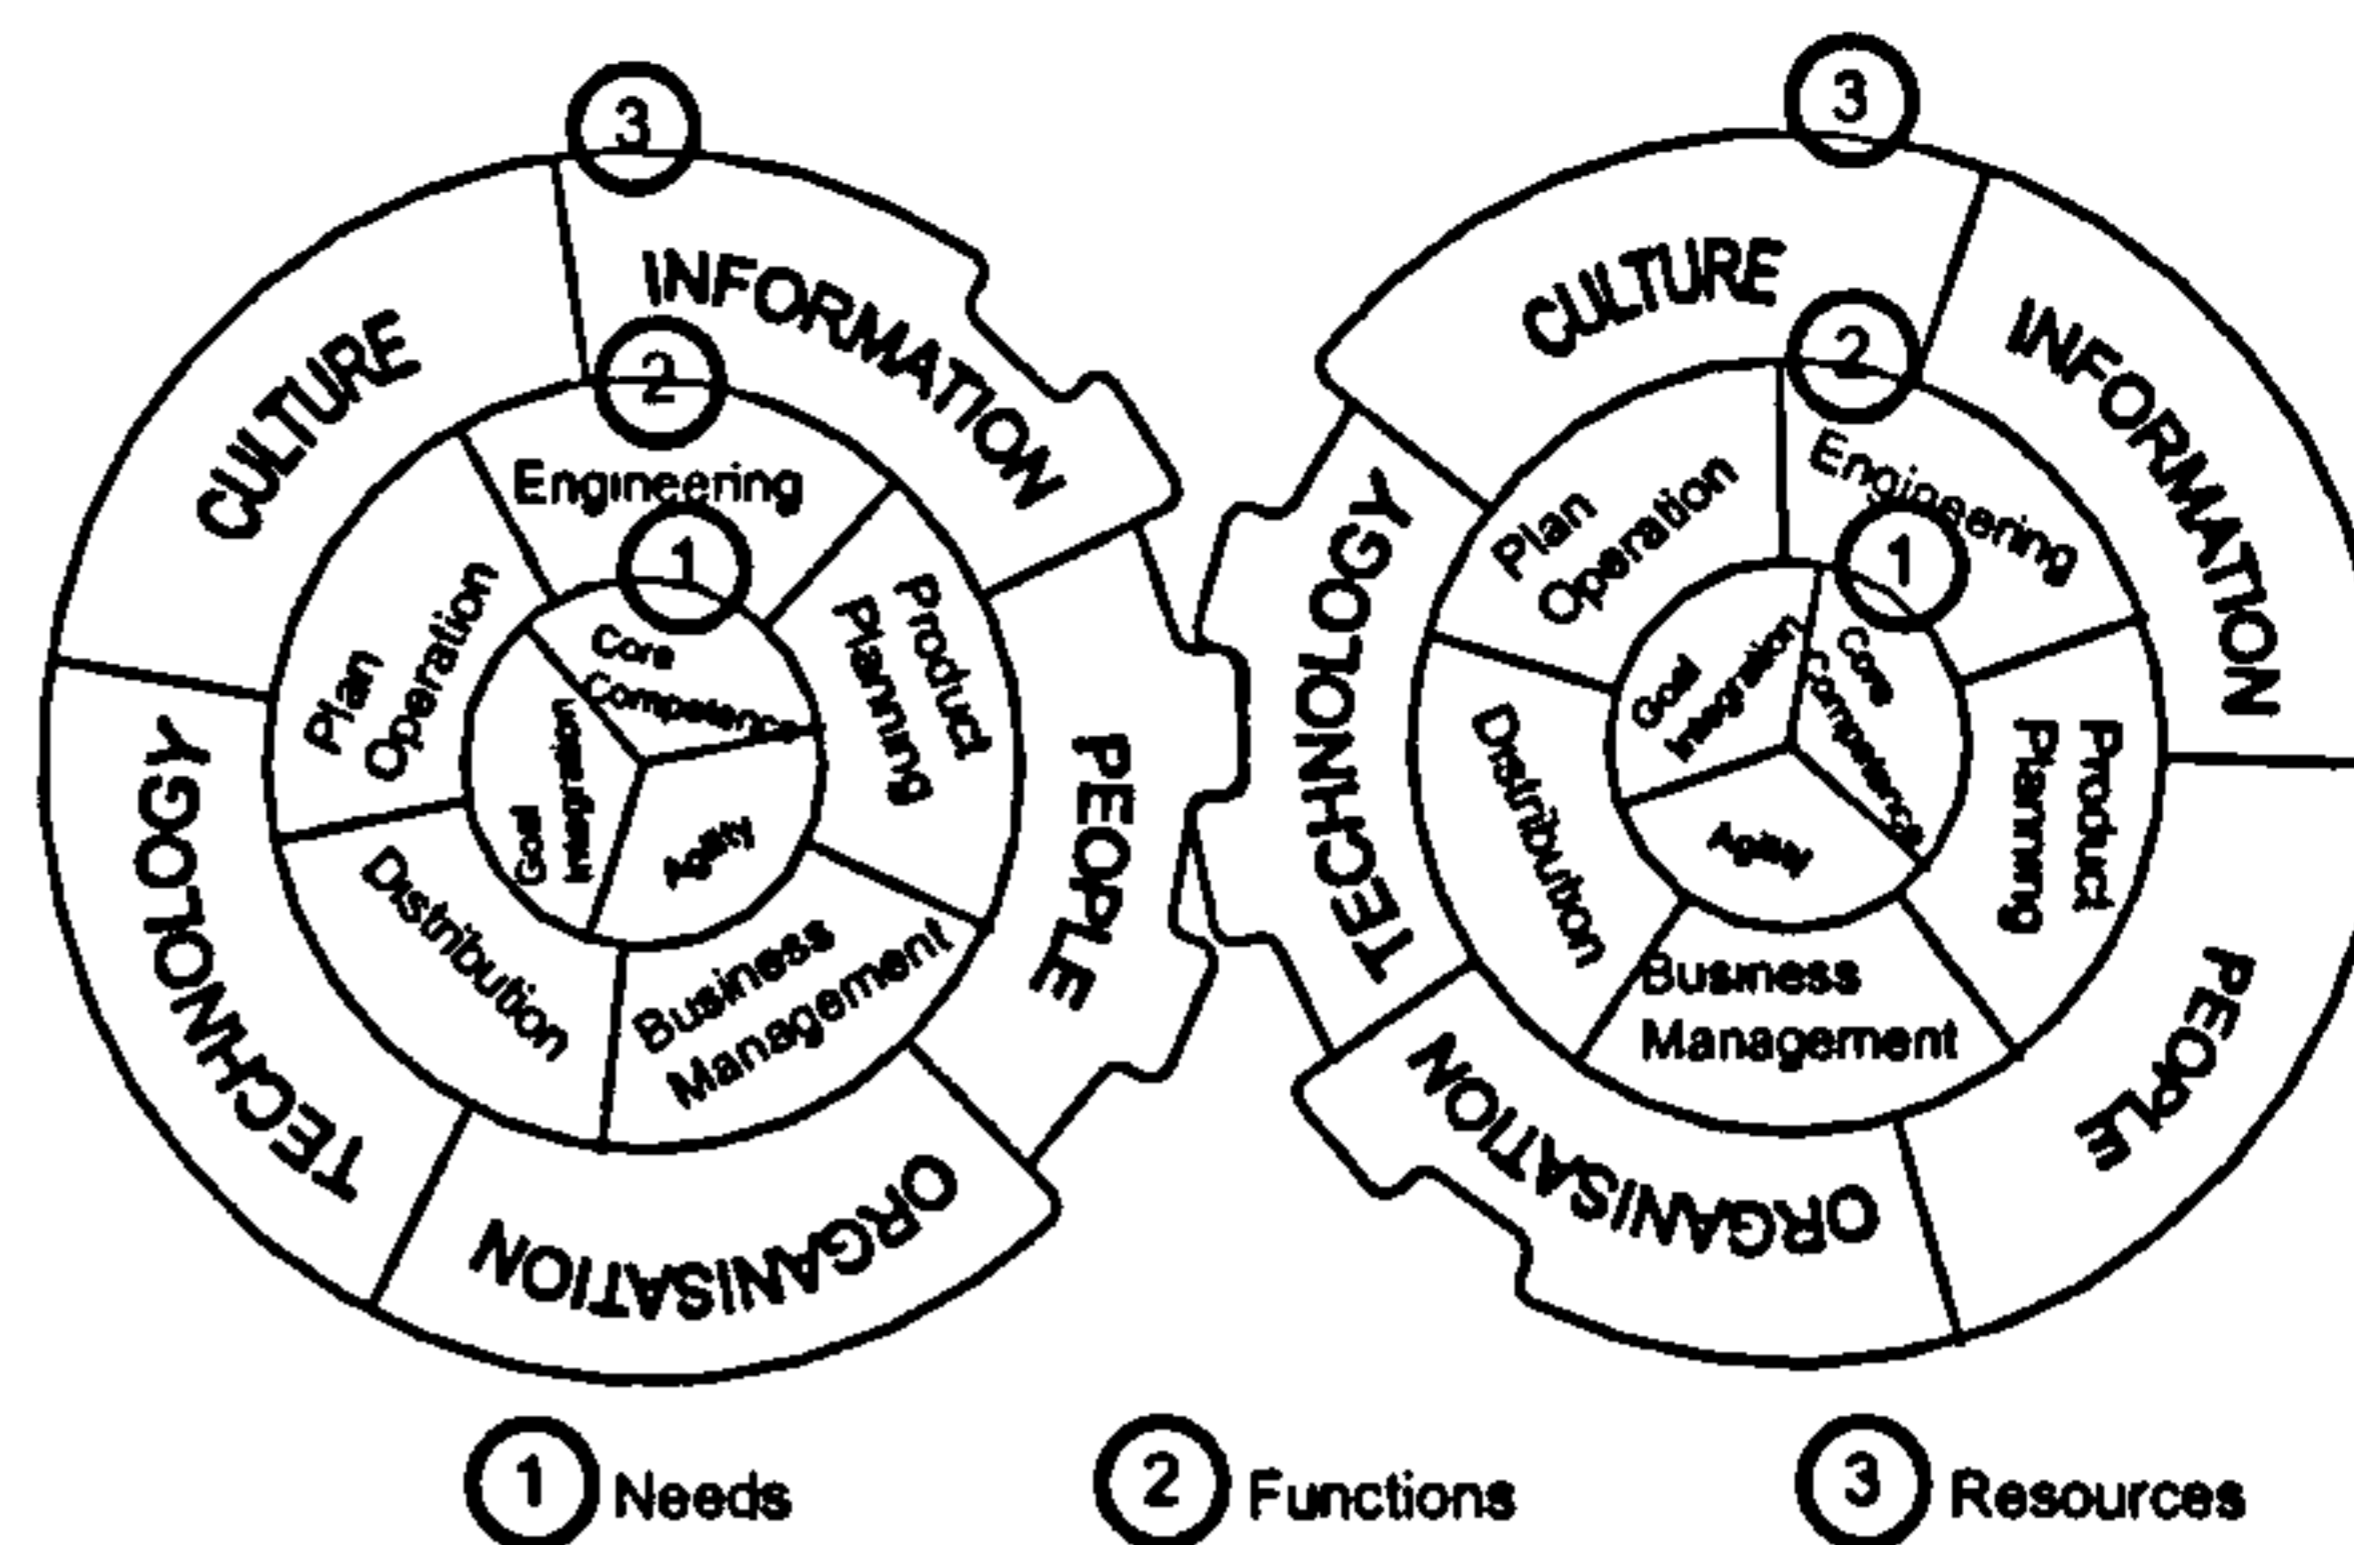 3
CULTURE
INFORMATION
2
Engineering
1
Plan
Operation
Product
Planning
Core
Competence
Goal
Integration
Agility
TECHNOLOGY
Distribution
Business
Management
PEOPLE
ORGANISATION
3
CULTURE
INFORMATION
2
Plan
Operation
Engineering
1
Goal
Integration
Core
Competence
Agility
TECHNOLOGY
Distribution
Product
Planning
Business
Management
PEOPLE
ORGANISATION
1 Needs
2 Functions
3 Resources